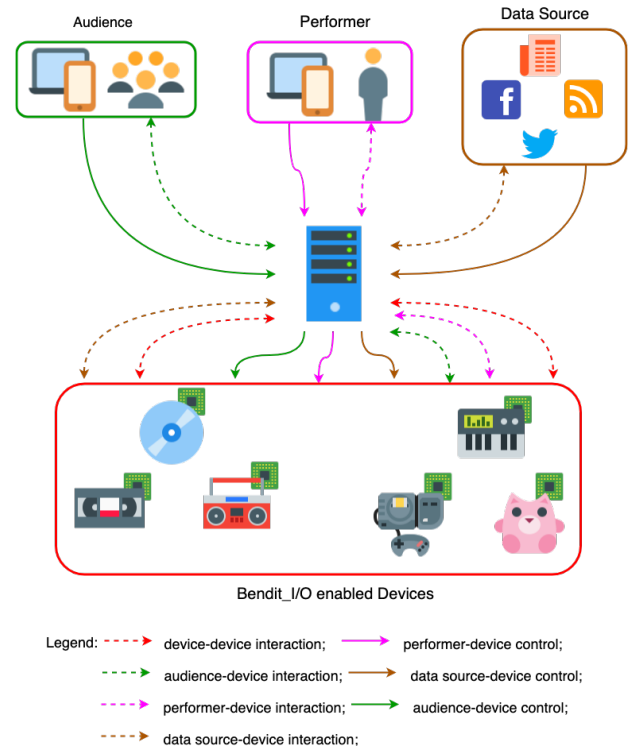 Audience
Performer
Data Source
Bendit_I/O enabled Devices
Legend:
device-device interaction;
performer-device control;
audience-device interaction;
data source-device control;
performer-device interaction;
audience-device control;
data source-device interaction;